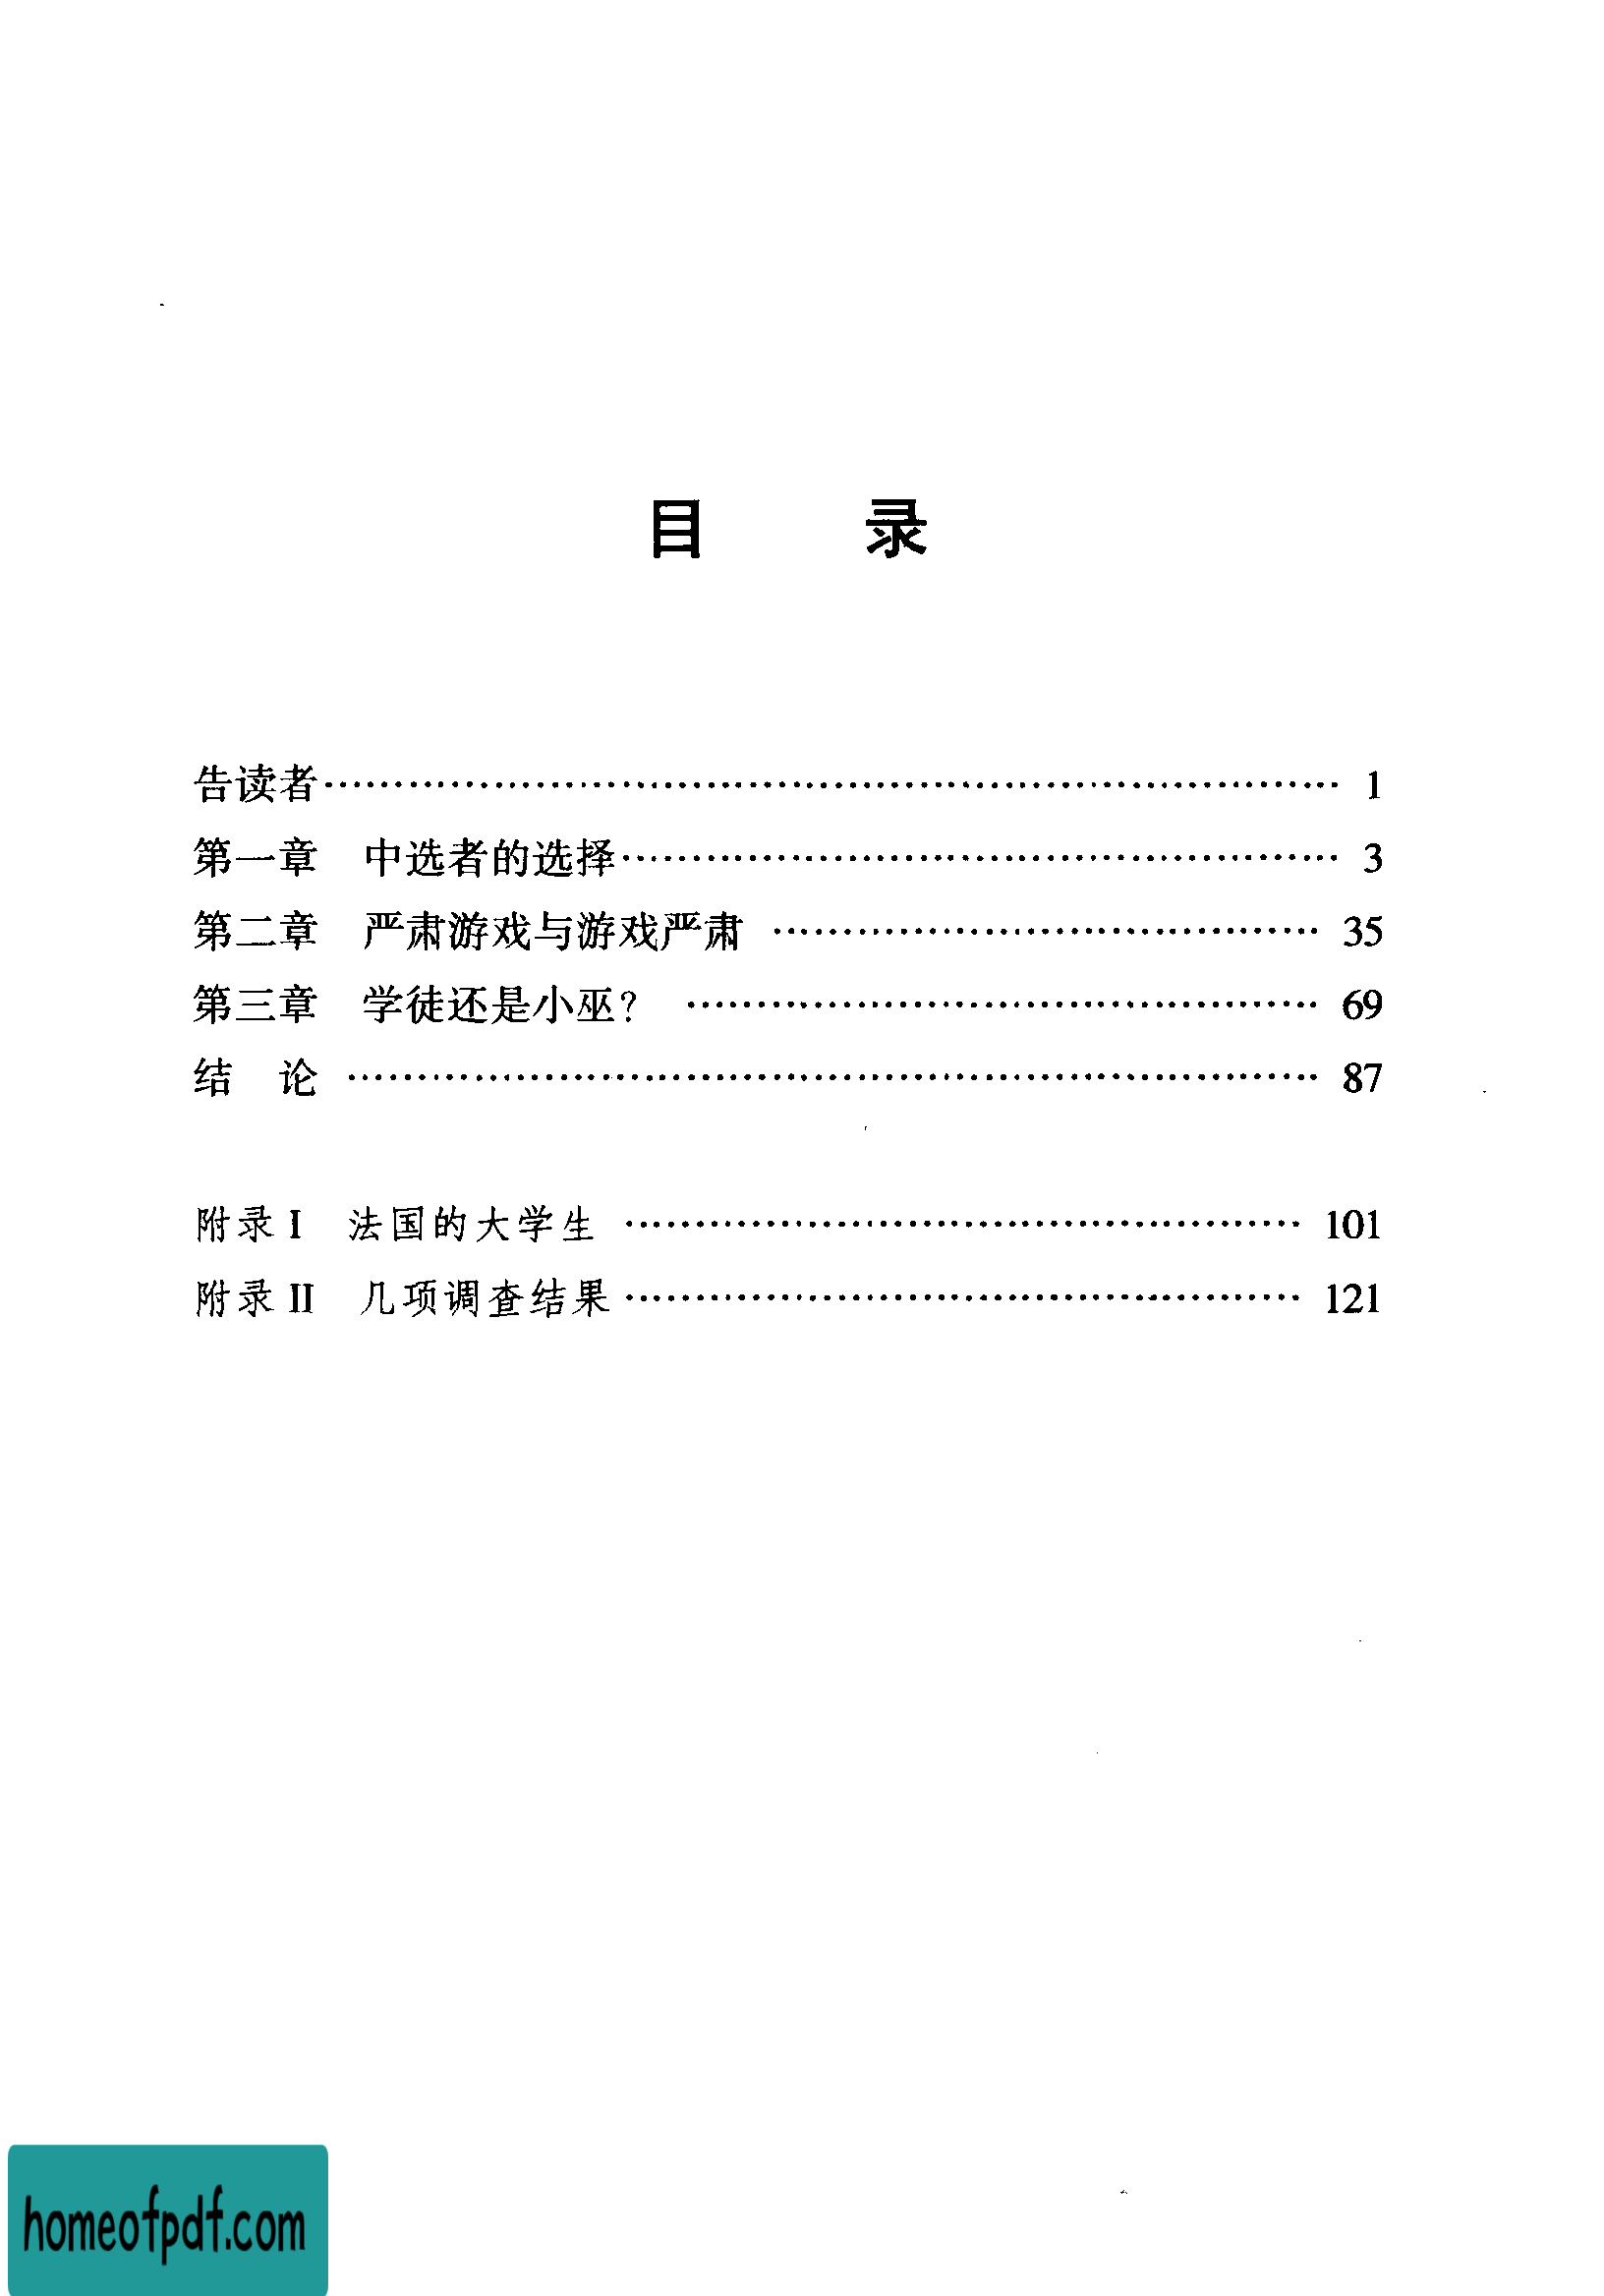 目 录
告读者…………………………………………………… 1
第一章 中选者的选择…………………………………… 3
第二章 严肃游戏与游戏严肃 ………………………… 35
第三章 学徒还是小巫？ ……………………………… 69
结 论 ………………………………………………… 87
附录 I 法国的大学生 ………………………………… 101
附录 II 几项调查结果 ………………………………… 121
homeofpdf.com